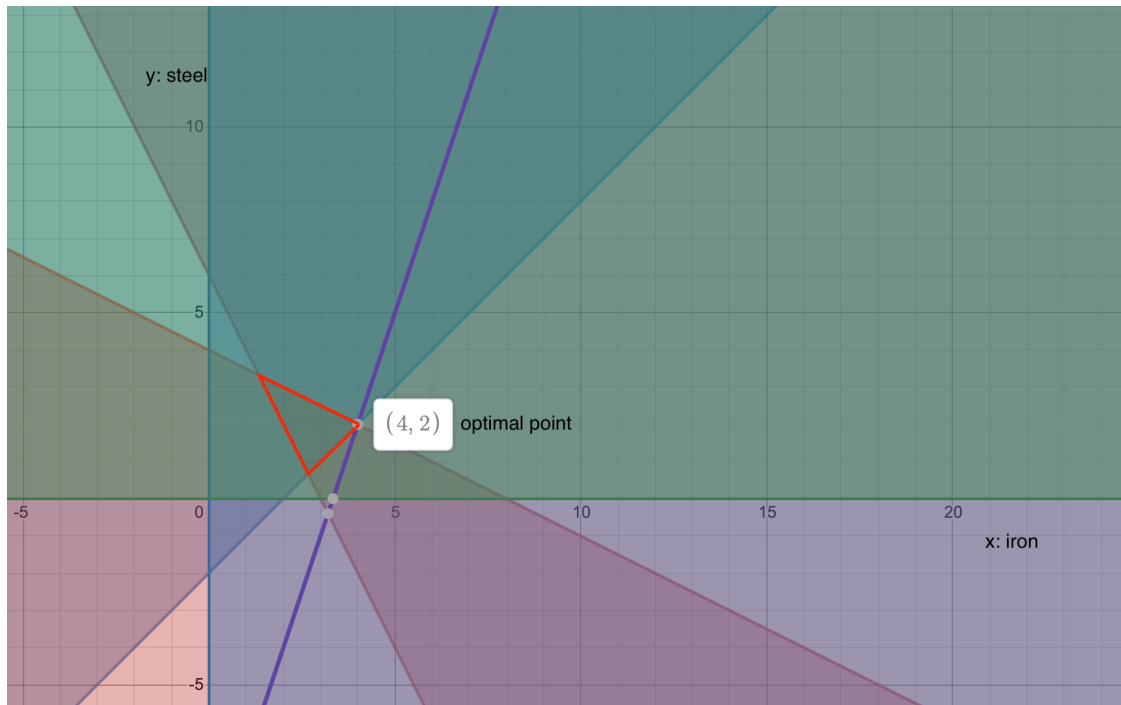 y: steel
10
5
(4, 2) optimal point
-5 0 5 10 15 20
x: iron
-5